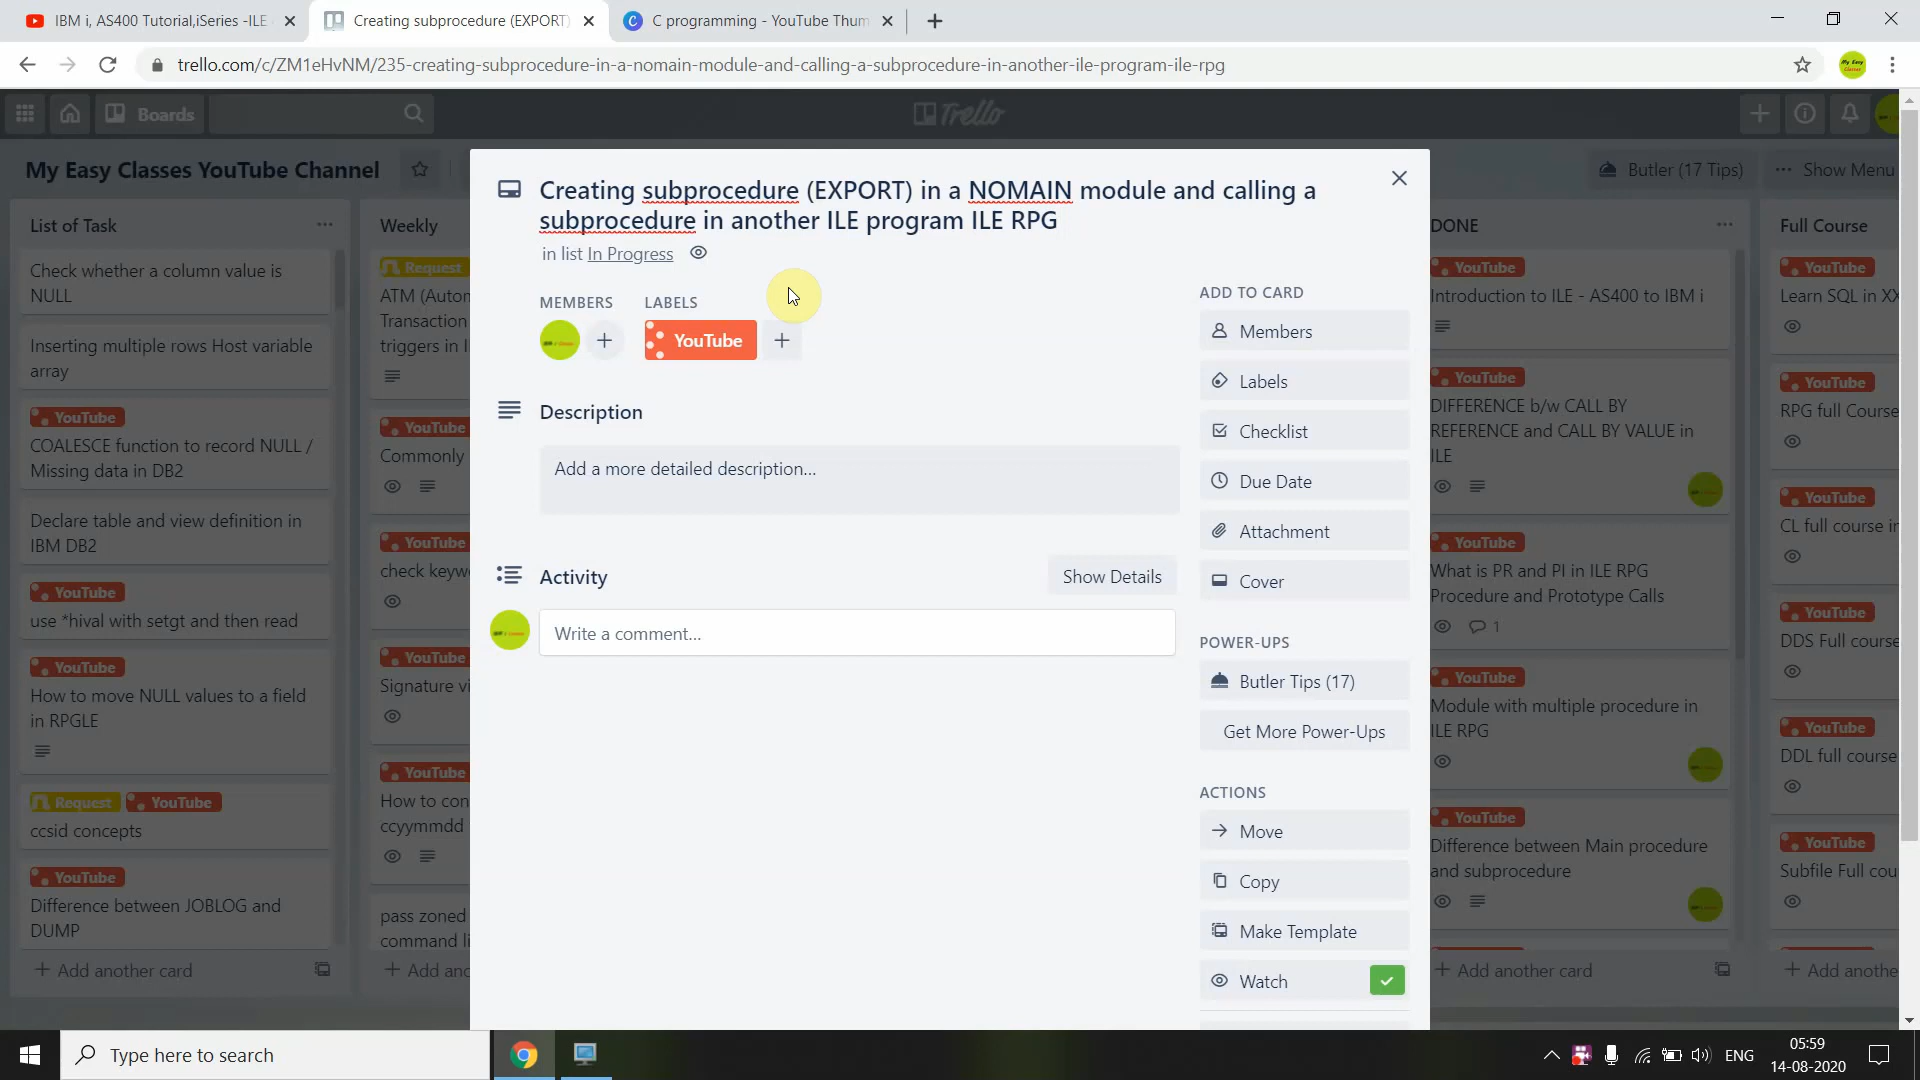 IBM i, AS400 Tutorial,iSeries -ILE
Creating subprocedure (EXPORT)
C programming - YouTube Thum
trello.com/c/ZM1eHvNM/235-creating-subprocedure-in-a-nomain-module-and-calling-a-subprocedure-in-another-ile-program-ile-rpg
Boards
Trello
My Easy Classes YouTube Channel
Butler (17 Tips)
Show Menu
List of Task
Check whether a column value is
NULL
Inserting multiple rows Host variable
array
YouTube
COALESCE function to record NULL /
Missing data in DB2
Declare table and view definition in
IBM DB2
YouTube
use *hival with setgt and then read
YouTube
How to move NULL values to a field
in RPGLE
Request
YouTube
ccsid concepts
YouTube
Difference between JOBLOG and
DUMP
Add another card
Weekly
Request
ATM (Auton
Transaction
triggers in I
YouTube
Commonly
YouTube
check keyw
YouTube
Signature vi
YouTube
How to con
ccyymmdd
pass zoned
command li
Add ano
Creating subprocedure (EXPORT) in a NOMAIN module and calling a
subprocedure in another ILE program ILE RPG
in list In Progress
MEMBERS
LABELS
YouTube
Description
Add a more detailed description...
Activity
Show Details
Write a comment...
ADD TO CARD
Members
Labels
Checklist
Due Date
Attachment
Cover
POWER-UPS
Butler Tips (17)
Get More Power-Ups
ACTIONS
Move
Copy
Make Template
Watch
DONE
YouTube
Introduction to ILE - AS400 to IBM i
YouTube
DIFFERENCE b/w CALL BY
REFERENCE and CALL BY VALUE in
ILE
YouTube
What is PR and PI in ILE RPG
Procedure and Prototype Calls
1
YouTube
Module with multiple procedure in
ILE RPG
YouTube
Difference between Main procedure
and subprocedure
Add another card
Full Course
YouTube
Learn SQL in XX
YouTube
RPG full Course
YouTube
CL full course in
YouTube
DDS Full course
YouTube
DDL full course
YouTube
Subfile Full cou
Add anothe
Type here to search
ENG
05:59
14-08-2020